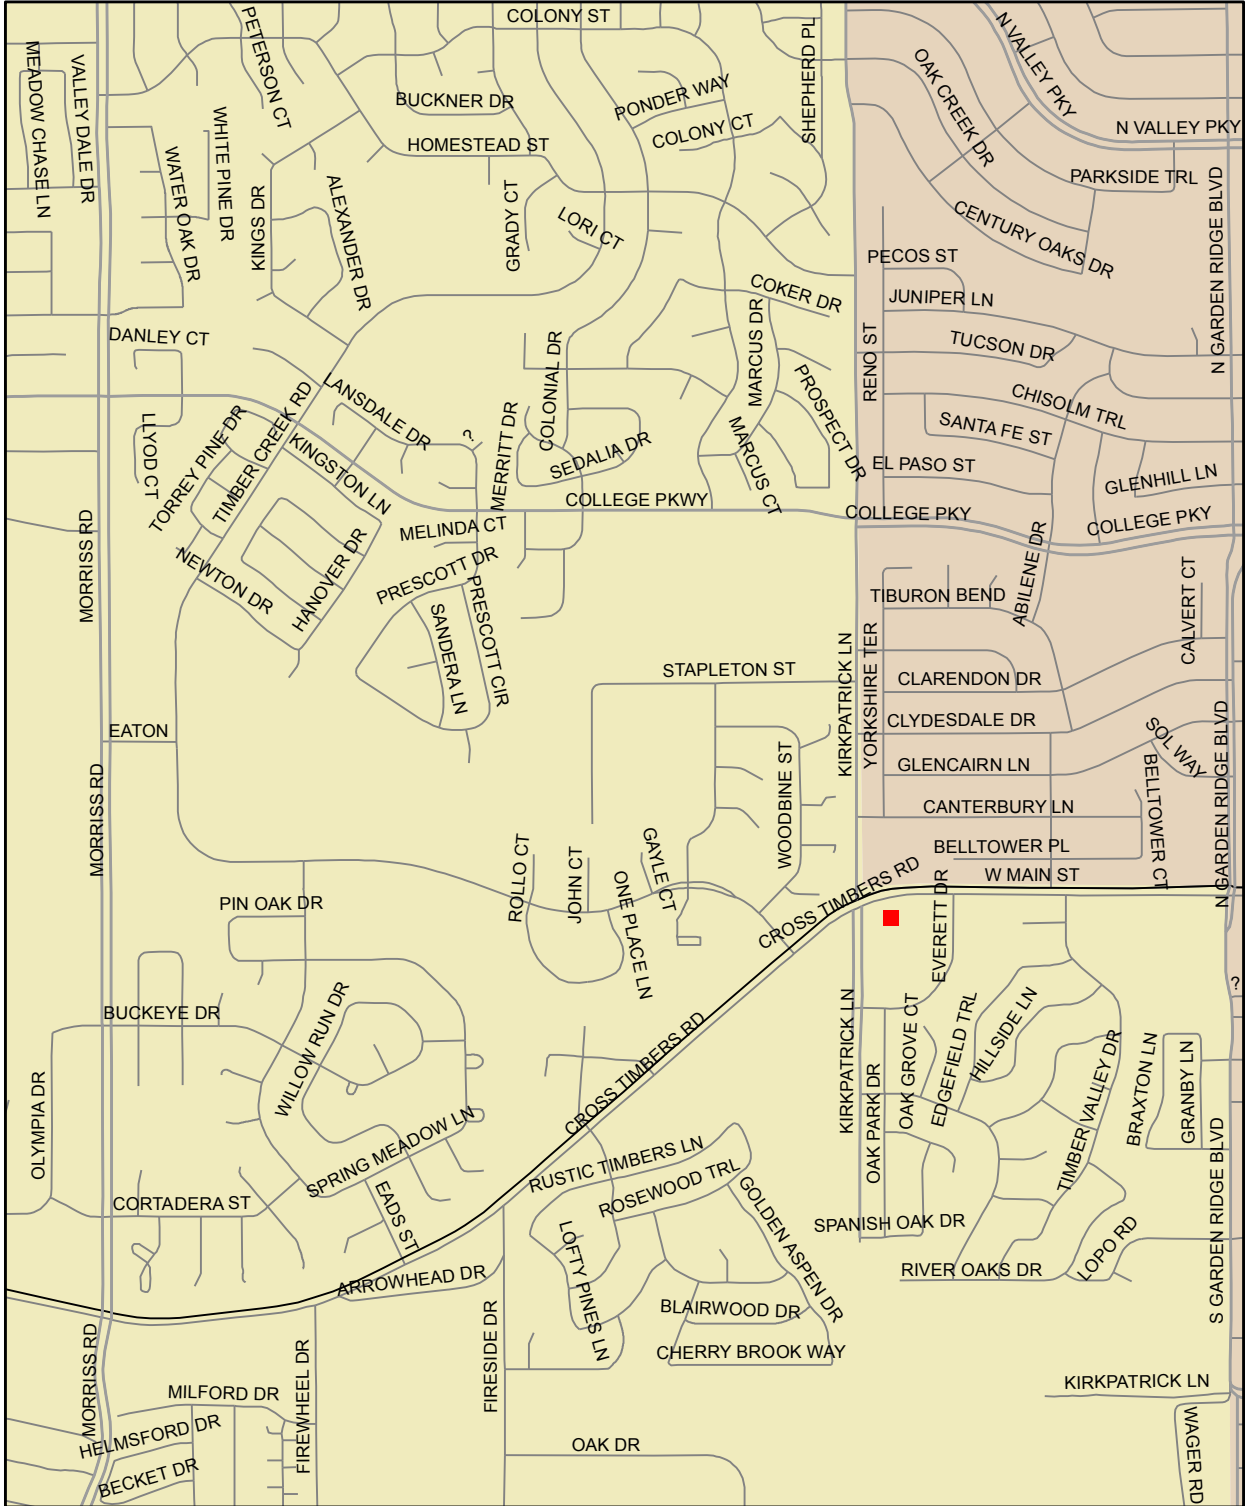 COLONY ST
PETERSON CT
MEADOW CHASE LN
VALLEY DALE DR
SHEPHERD PL
N VALLEY PKY
OAK CREEK DR
BUCKNER DR
PONDER WAY
COLONY CT
N VALLEY PKY
HOMESTEAD ST
WHITE PINE DR
WATER OAK DR
KINGS DR
ALEXANDER DR
PARKSIDE TRL
N GARDEN RIDGE BLVD
GRADY CT
LORI CT
CENTURY OAKS DR
PECOS ST
COKER DR
JUNIPER LN
DANLEY CT
MARCUS DR
RENO ST
TUCSON DR
COLONIAL DR
LANSDALE DR
PROSPECT DR
CHISOLM TRL
LLYOD CT
TORREY PINE DR
TIMBER CREEK RD
KINGSTON LN
?
MERRITT DR
SEDALIA DR
MARCUS CT
SANTA FE ST
EL PASO ST
GLENHILL LN
COLLEGE PKWY
COLLEGE PKY
COLLEGE PKY
MORRISS RD
MELINDA CT
NEWTON DR
HANOVER DR
PRESCOTT DR
PRESCOTT CIR
SANDERA LN
ABILENE DR
TIBURON BEND
CALVERT CT
STAPLETON ST
KIRKPATRICK LN
YORKSHIRE TER
CLARENDON DR
EATON
CLYDESDALE DR
SOL WAY
N GARDEN RIDGE BLVD
MORRISS RD
WOODBINE ST
GLENCAIRN LN
BELLTOWER CT
CANTERBURY LN
ROLLO CT
JOHN CT
GAYLE CT
ONE PLACE LN
BELLTOWER PL
CROSS TIMBERS RD
W MAIN ST
PIN OAK DR
EVERETT DR
?
BUCKEYE DR
WILLOW RUN DR
CROSS TIMBERS RD
KIRKPATRICK LN
OAK GROVE CT
EDGEFIELD TRL
HILLSIDE LN
OLYMPIA DR
OAK PARK DR
TIMBER VALLEY DR
BRAXTON LN
GRANBY LN
SPRING MEADOW LN
RUSTIC TIMBERS LN
ROSEWOOD TRL
S GARDEN RIDGE BLVD
CORTADERA ST
EADS ST
GOLDEN ASPEN DR
SPANISH OAK DR
LOFTY PINES LN
LOPO RD
ARROWHEAD DR
RIVER OAKS DR
BLAIRWOOD DR
FIRESIDE DR
CHERRY BROOK WAY
MORRISS RD
MILFORD DR
FIREWHEEL DR
KIRKPATRICK LN
HELMSFORD DR
BECKET DR
OAK DR
WAGER RD